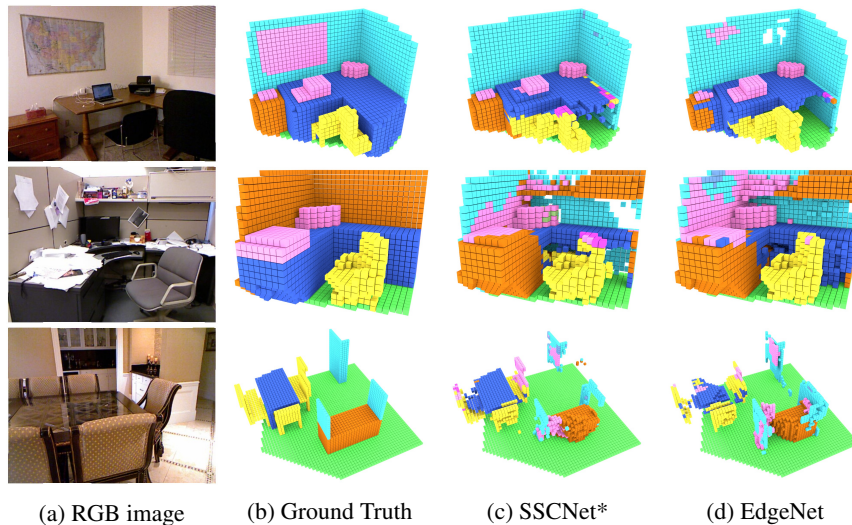 (a) RGB image
(b) Ground Truth
(c) SSCNet*
(d) EdgeNet